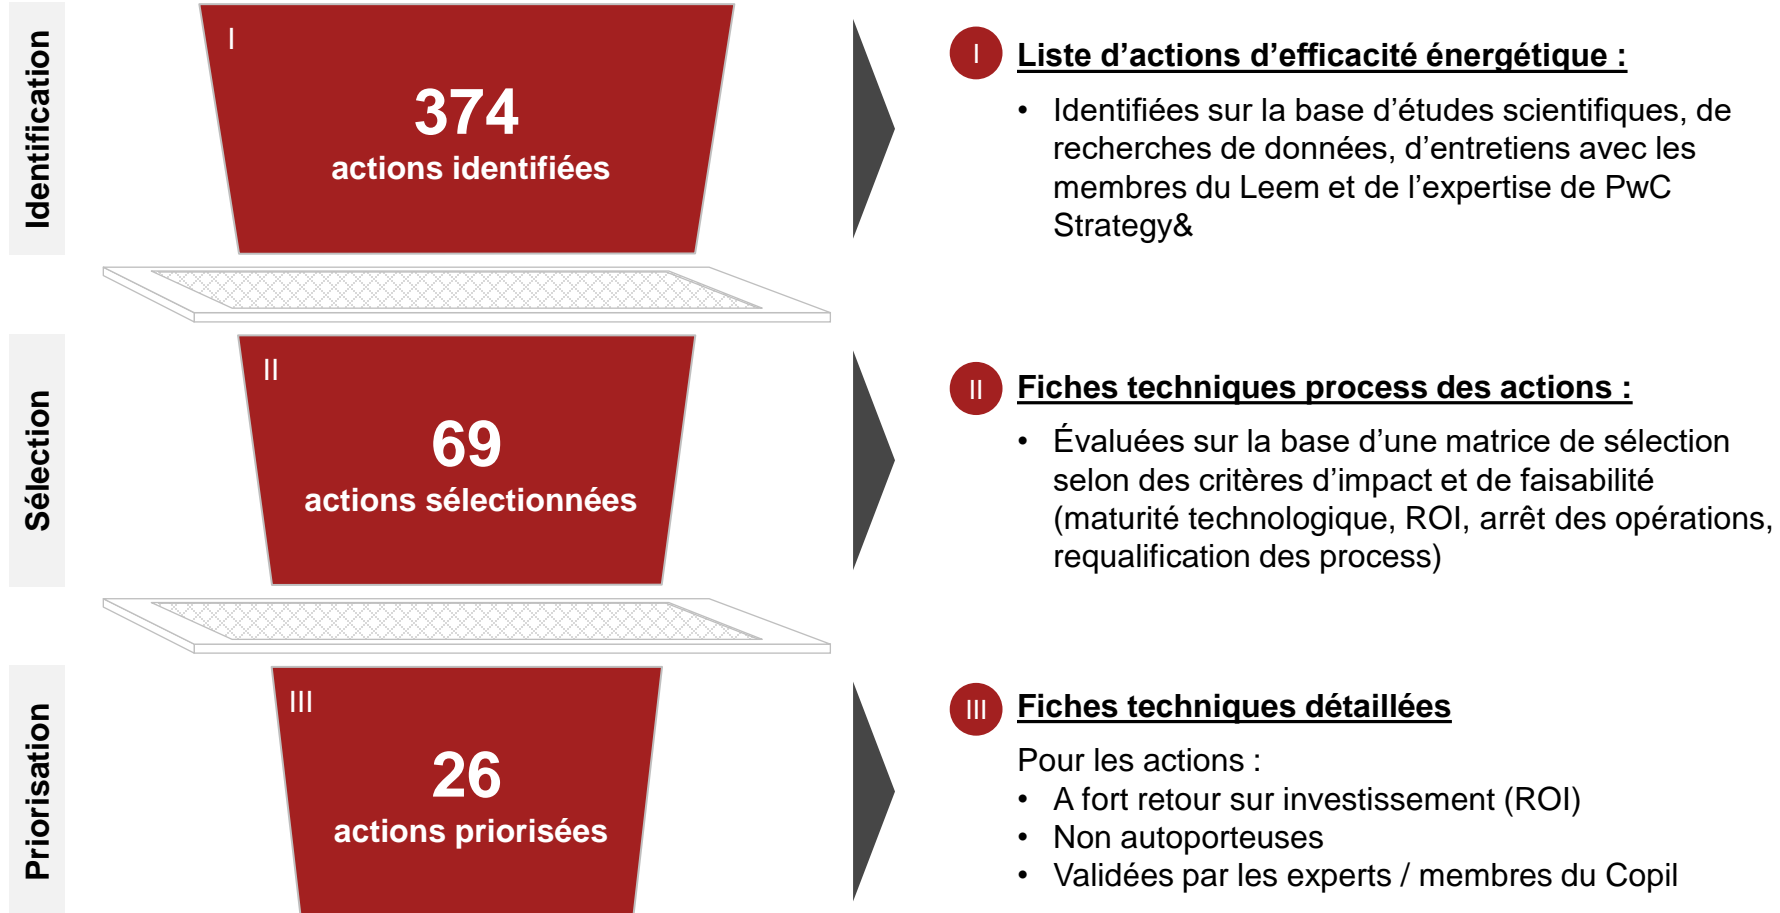 Identification
I
374
actions identifiées
I
Liste d’actions d’efficacité énergétique :
• Identifiées sur la base d’études scientifiques, de
recherches de données, d’entretiens avec les
membres du Leem et de l’expertise de PwC
Strategy&
Sélection
II
69
actions sélectionnées
II
Fiches techniques process des actions :
• Évaluées sur la base d’une matrice de sélection
selon des critères d’impact et de faisabilité
(maturité technologique, ROI, arrêt des opérations,
requalification des process)
Priorisation
III
26
actions priorisées
III
Fiches techniques détaillées
Pour les actions :
• A fort retour sur investissement (ROI)
• Non autoporteuses
• Validées par les experts / membres du Copil